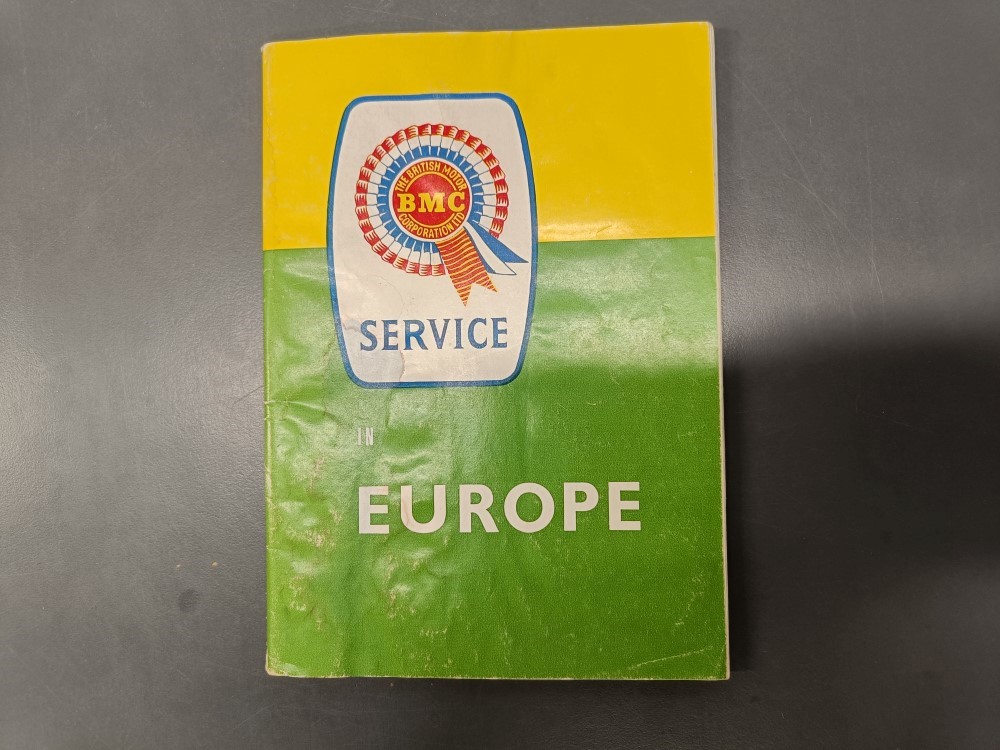 THE BRITISH MOTOR
BMC
CORPORATION LTD
SERVICE
IN
EUROPE